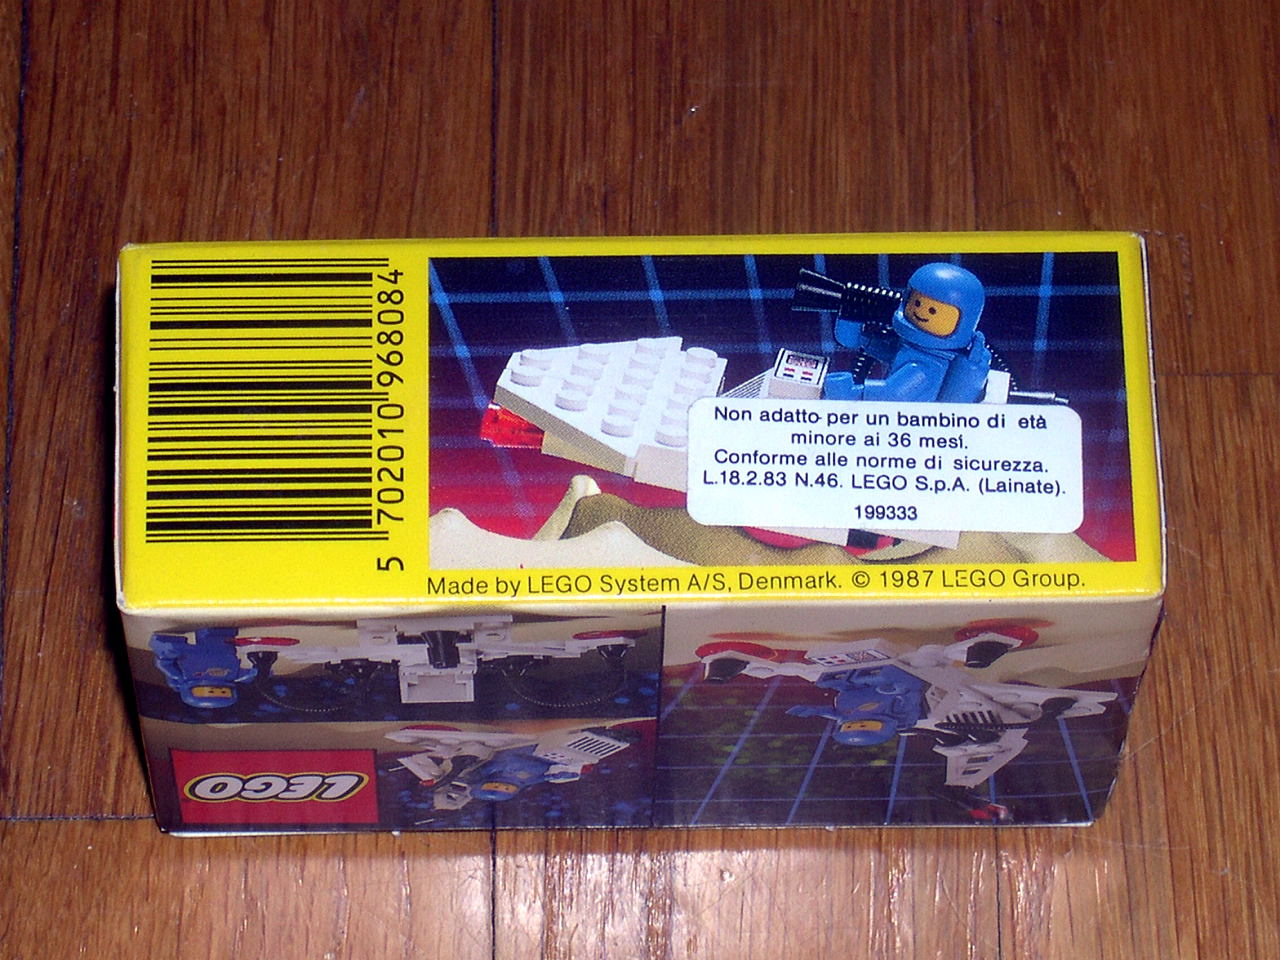 5 702010 968084
Non adatto per un bambino di età
minore ai 36 mesi.
Conforme alle norme di sicurezza.
L.18.2.83 N.46. LEGO S.p.A. (Lainate).
199333
Made by LEGO System A/S, Denmark. © 1987 LEGO Group.
LEGO